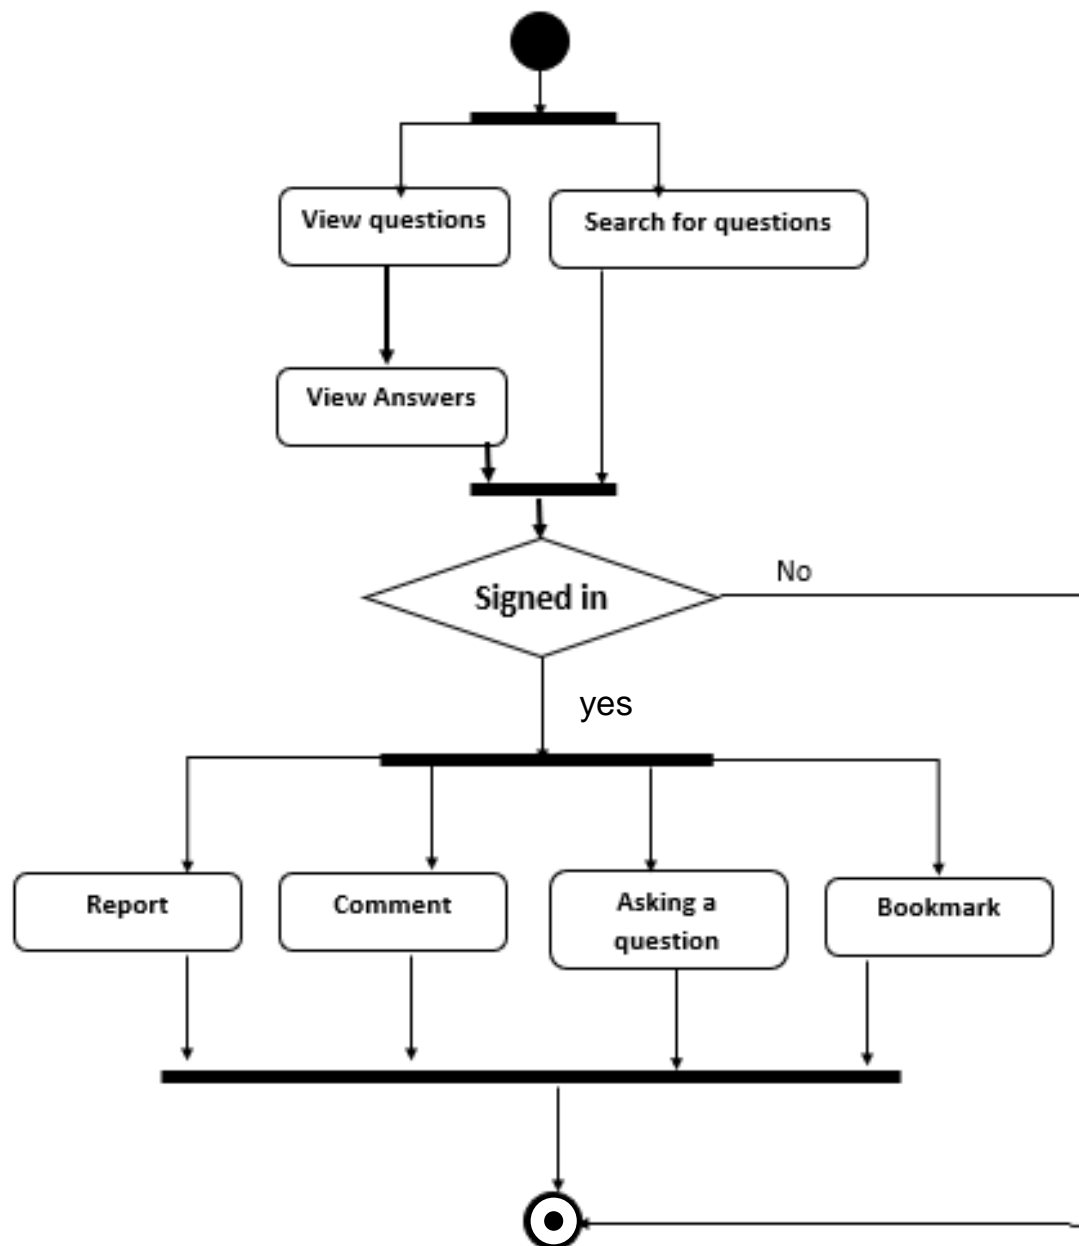 View questions
Search for questions
View Answers
Signed in
No
yes
Report
Comment
Asking a
question
Bookmark